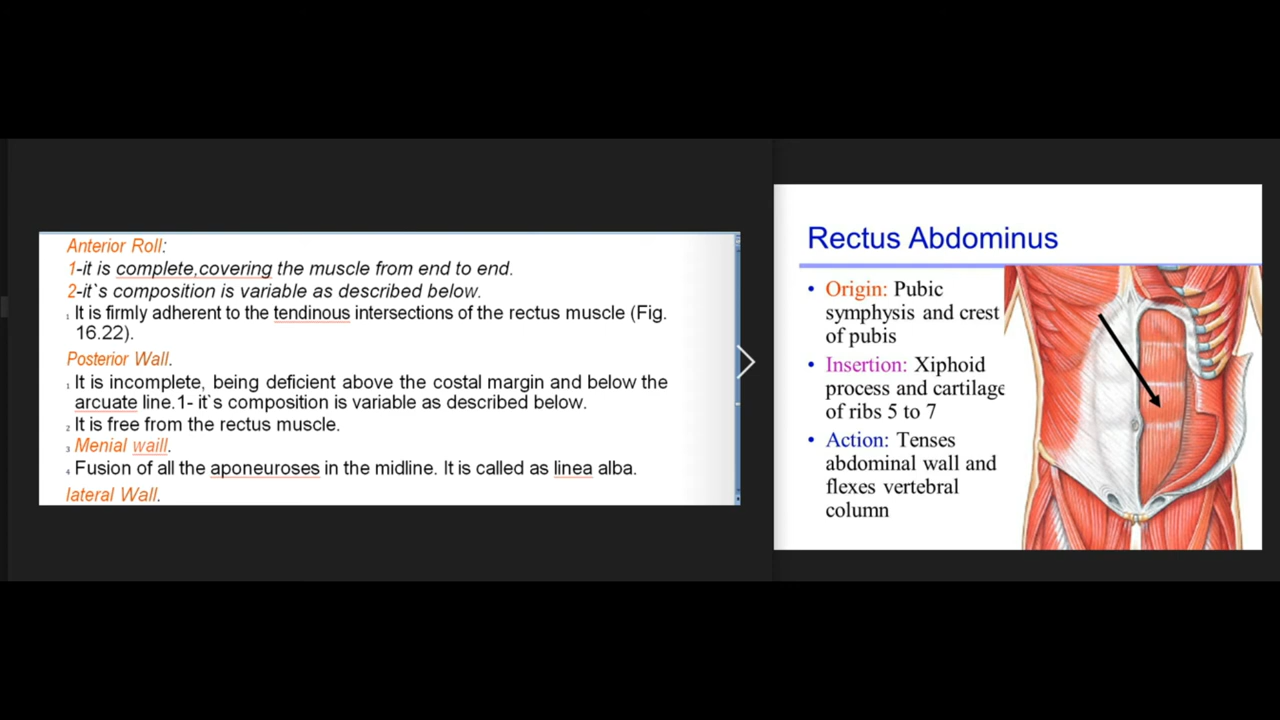 Anterior Roll:
1-it is complete,covering the muscle from end to end.
2-it`s composition is variable as described below.
1 It is firmly adherent to the tendinous intersections of the rectus muscle (Fig.
16.22).
Posterior Wall.
1 It is incomplete, being deficient above the costal margin and below the
arcuate line.1- it`s composition is variable as described below.
2 It is free from the rectus muscle.
3 Menial waill.
4 Fusion of all the aponeuroses in the midline. It is called as linea alba.
lateral Wall.
Rectus Abdominus
• Origin: Pubic
symphysis and crest
of pubis
• Insertion: Xiphoid
process and cartilage
of ribs 5 to 7
• Action: Tenses
abdominal wall and
flexes vertebral
column